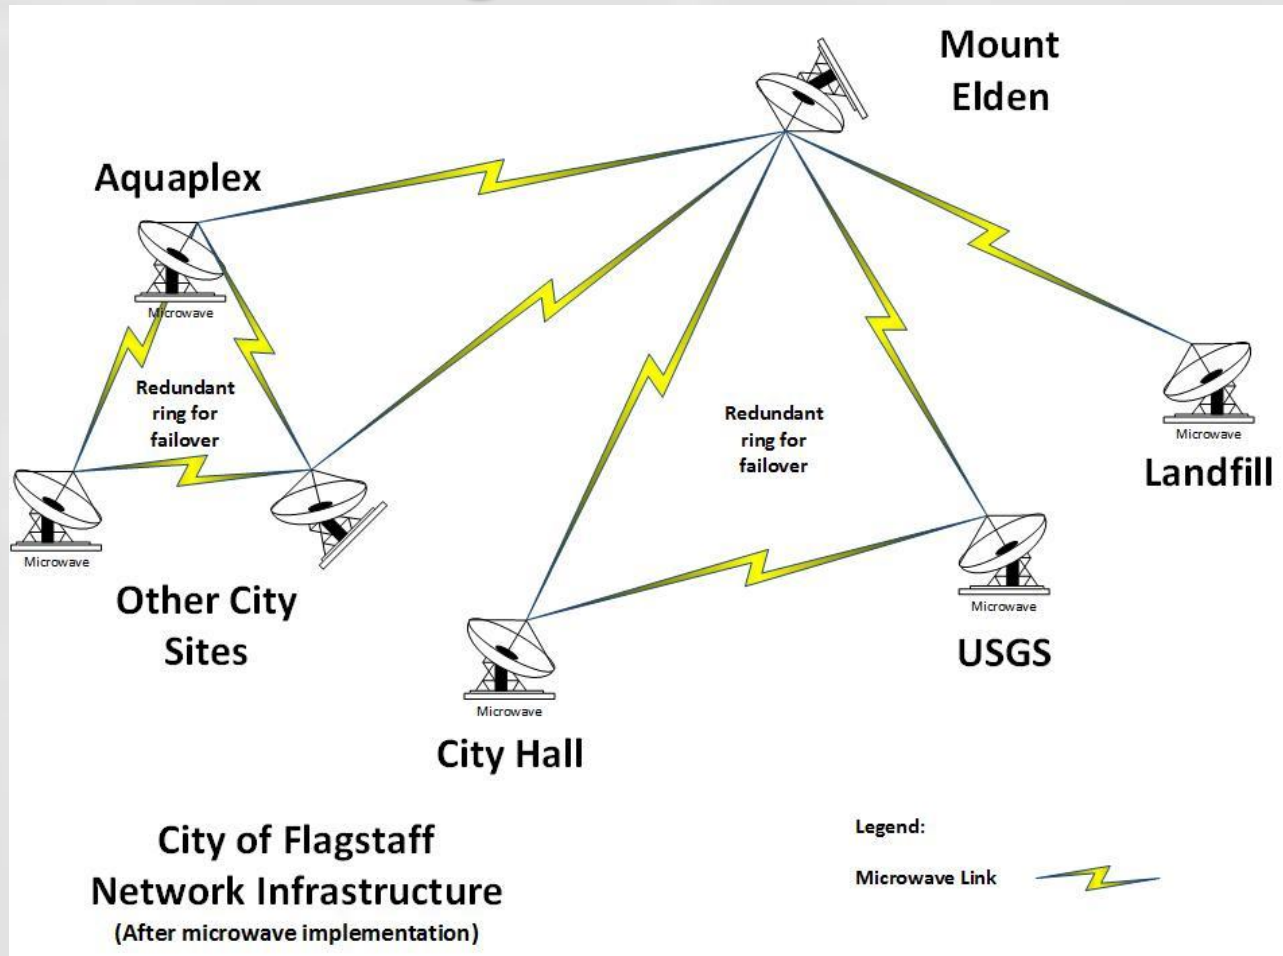 Mount
Elden
Aquaplex
Microwave
Redundant
ring for
failover
Redundant
ring for
failover
Microwave
Landfill
Microwave
Other City
Sites
Microwave
USGS
Microwave
City Hall
City of Flagstaff
Network Infrastructure
(After microwave implementation)
Legend:
Microwave Link